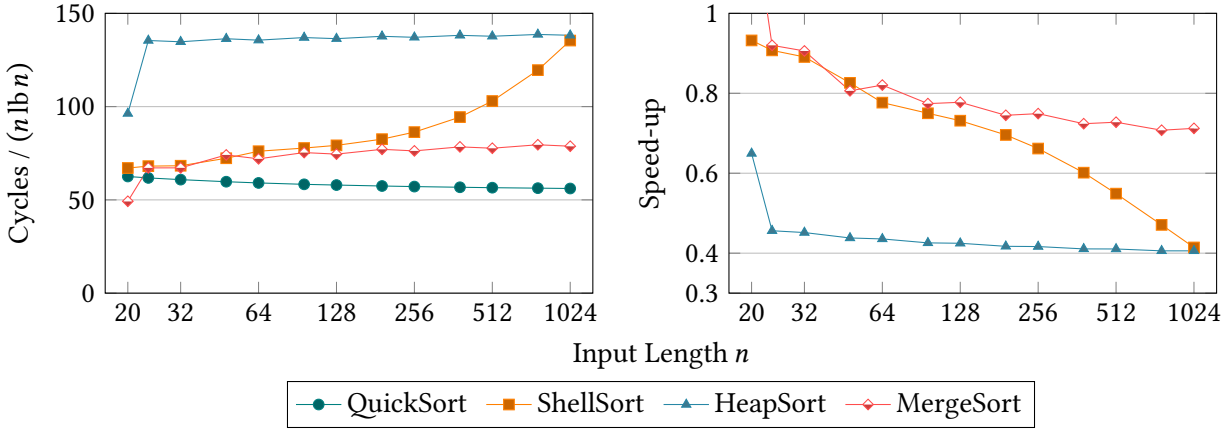 Cycles / (n lb n)
150
100
50
0
20 32 64 128 256 512 1024
Speed-up
1
0.8
0.6
0.4
0.3
20 32 64 128 256 512 1024
Input Length n
QuickSort ShellSort HeapSort MergeSort